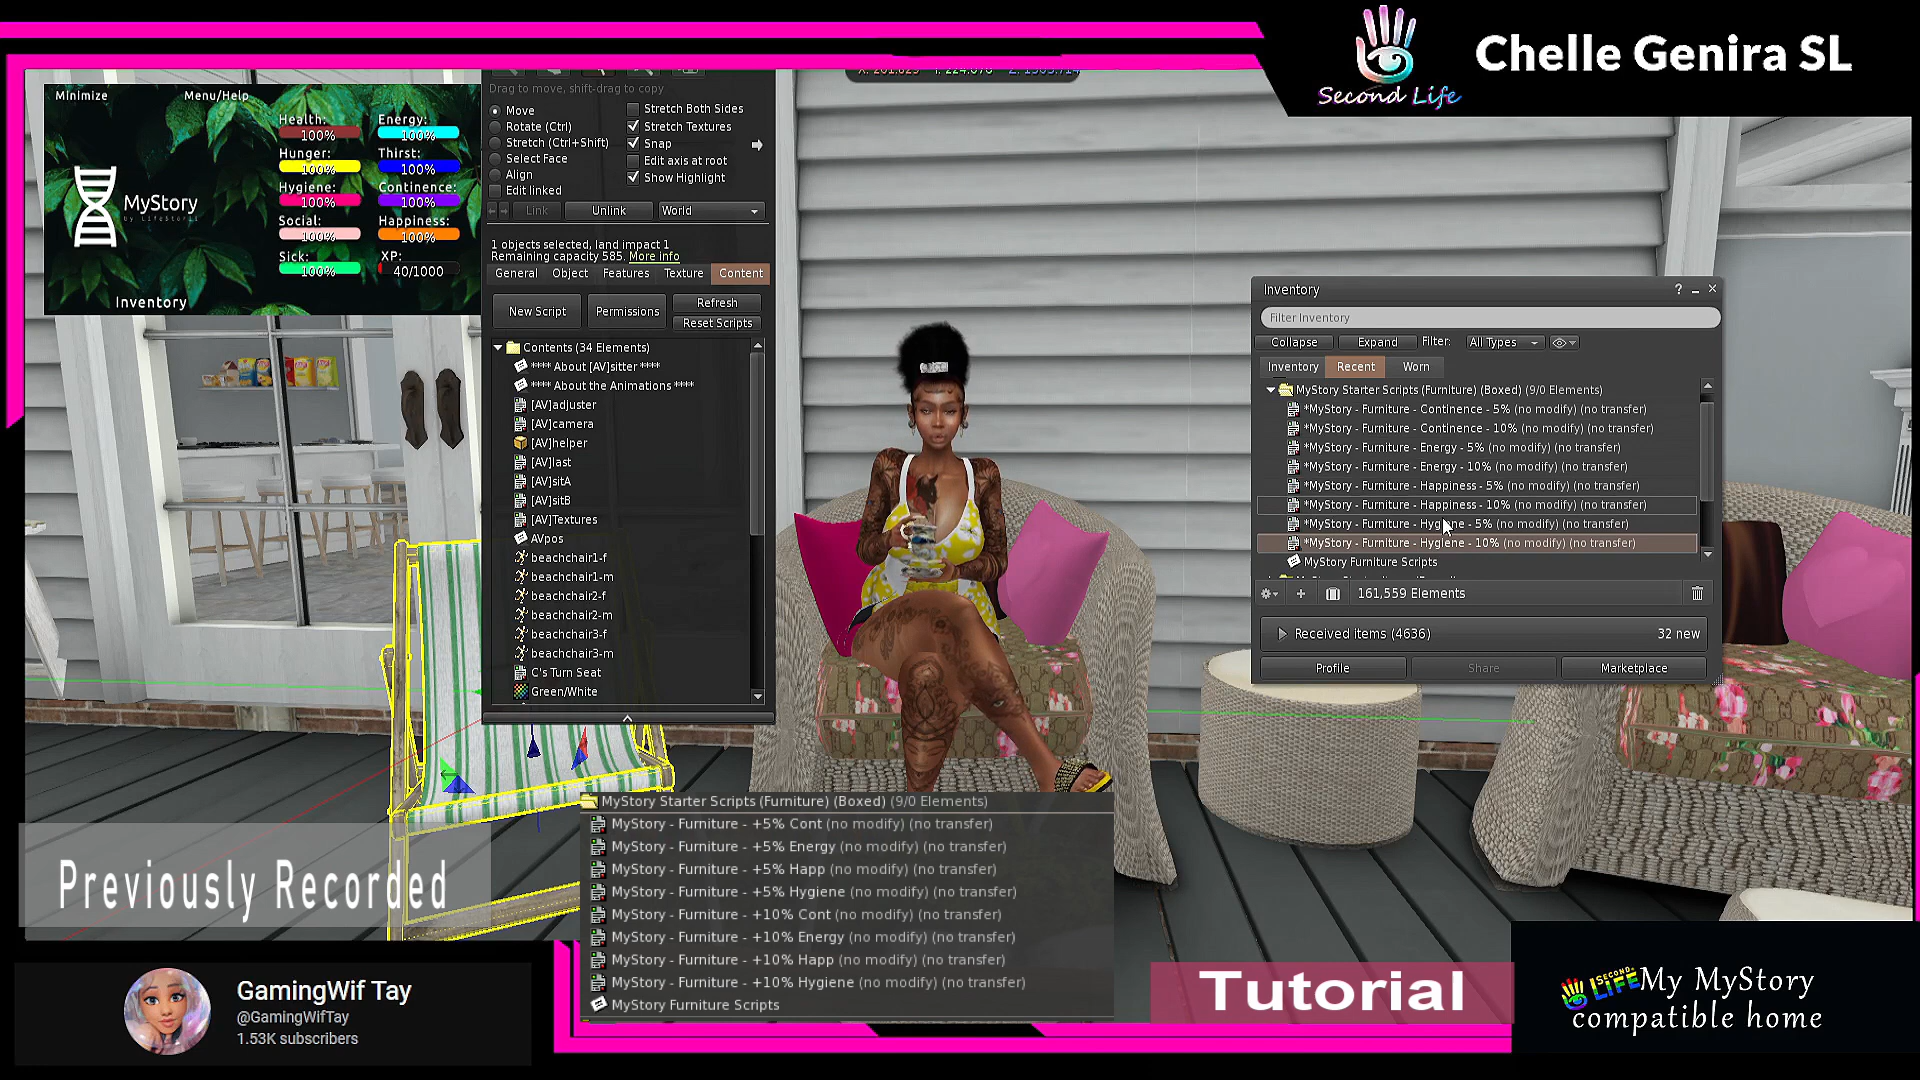 Chelle Genira SL
Second Life
Minimize
Menu/Help
Health:
100%
Energy:
100%
Hunger:
100%
Thirst:
100%
Hygiene:
100%
Continence:
100%
Social:
100%
Happiness:
100%
Sick:
100%
XP:
40/1000
MyStory
Inventory
Drag to move, shift-drag to copy
Move
Rotate (Ctrl)
Stretch (Ctrl+Shift)
Select Face
Align
Edit linked
Stretch Both Sides
Stretch Textures
Snap
Edit axis at root
Show Highlight
Link
Unlink
World
1 objects selected, land impact 1
Remaining capacity 585. More info
General
Object
Features
Texture
Content
New Script
Permissions
Refresh
Reset Scripts
Contents (34 Elements)
**** About [AV]sitter ****
**** About the Animations ****
[AV]adjuster
[AV]camera
[AV]helper
[AV]last
[AV]sitA
[AV]sitB
[AV]Textures
AVpos
beachchair1-f
beachchair1-m
beachchair2-f
beachchair2-m
beachchair3-f
beachchair3-m
C's Turn Seat
Green/White
Inventory
Filter Inventory
Collapse
Expand
Filter:
All Types
Inventory
Recent
Worn
MyStory Starter Scripts (Furniture) (Boxed) (9/0 Elements)
*MyStory - Furniture - Continence - 5% (no modify) (no transfer)
*MyStory - Furniture - Continence - 10% (no modify) (no transfer)
*MyStory - Furniture - Energy - 5% (no modify) (no transfer)
*MyStory - Furniture - Energy - 10% (no modify) (no transfer)
*MyStory - Furniture - Happiness - 5% (no modify) (no transfer)
*MyStory - Furniture - Happiness - 10% (no modify) (no transfer)
*MyStory - Furniture - Hygiene - 5% (no modify) (no transfer)
*MyStory - Furniture - Hygiene - 10% (no modify) (no transfer)
MyStory Furniture Scripts
161,559 Elements
Received items (4636)
32 new
Profile
Share
Marketplace
MyStory Starter Scripts (Furniture) (Boxed) (9/0 Elements)
MyStory - Furniture - +5% Cont (no modify) (no transfer)
MyStory - Furniture - +5% Energy (no modify) (no transfer)
MyStory - Furniture - +5% Happ (no modify) (no transfer)
MyStory - Furniture - +5% Hygiene (no modify) (no transfer)
MyStory - Furniture - +10% Cont (no modify) (no transfer)
MyStory - Furniture - +10% Energy (no modify) (no transfer)
MyStory - Furniture - +10% Happ (no modify) (no transfer)
MyStory - Furniture - +10% Hygiene (no modify) (no transfer)
MyStory Furniture Scripts
Previously Recorded
GamingWif Tay
@GamingWifTay
1.53K subscribers
Tutorial
SECOND
LIFE
My MyStory
compatible home